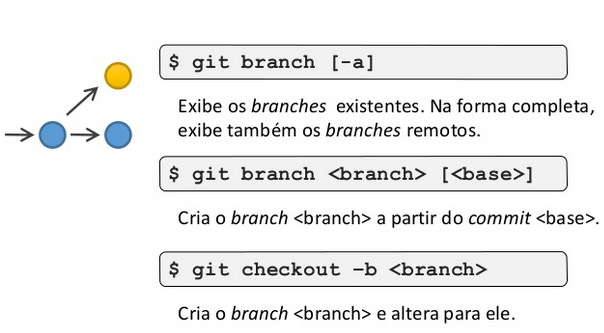 $ git branch [-a]
Exibe os branches existentes. Na forma completa,
exibe também os branches remotos.
$ git branch <branch> [<base>]
Cria o branch <branch> a partir do commit <base>.
$ git checkout –b <branch>
Cria o branch <branch> e altera para ele.